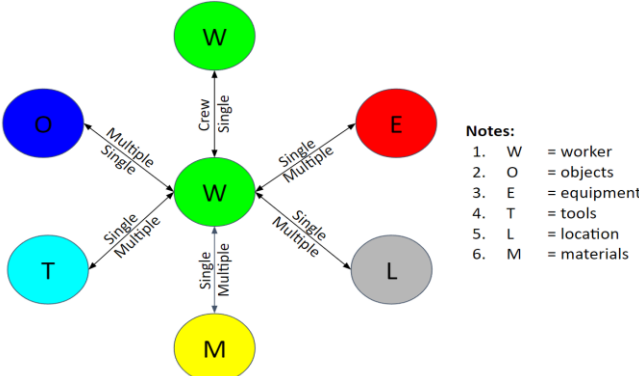 W
Crew
Single
O
Multiple
Single
E
Single
Multiple
W
Single
Multiple
T
Single
Multiple
L
Single
Multiple
M
Notes:
1. W = worker
2. O = objects
3. E = equipment
4. T = tools
5. L = location
6. M = materials